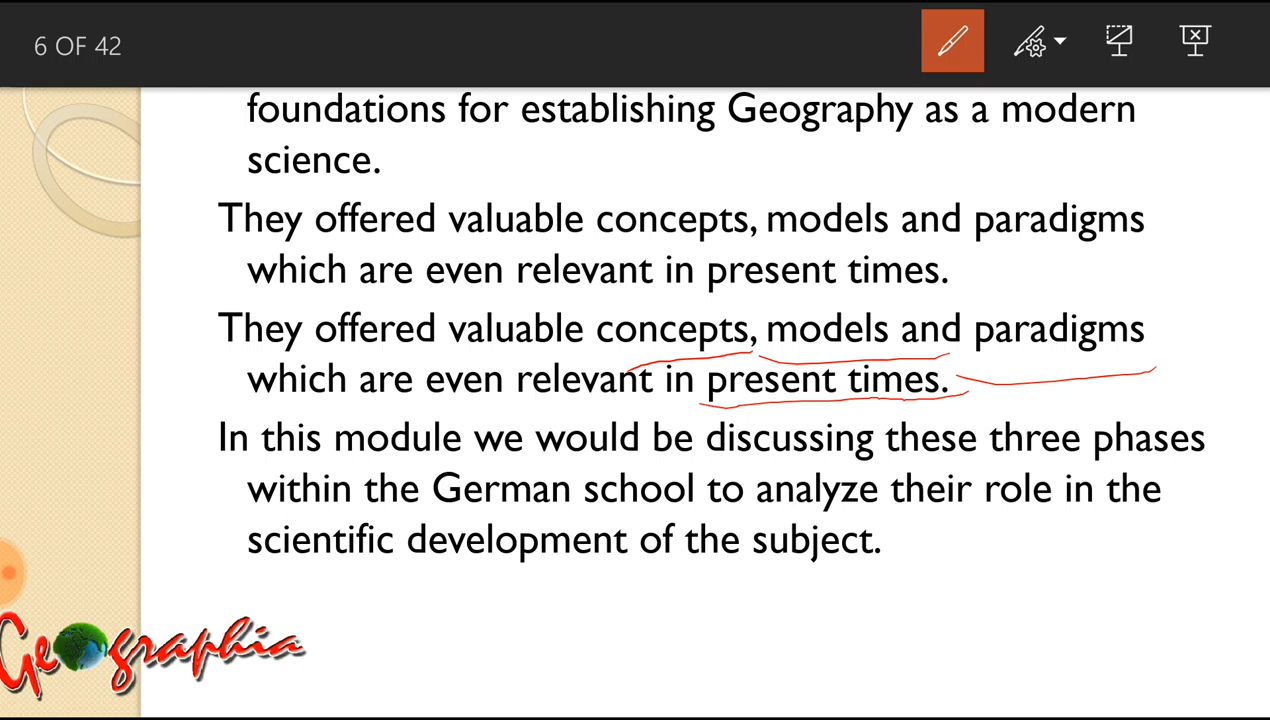 6 OF 42
foundations for establishing Geography as a modern
science.
They offered valuable concepts, models and paradigms
which are even relevant in present times.
They offered valuable concepts, models and paradigms
which are even relevant in present times.
In this module we would be discussing these three phases
within the German school to analyze their role in the
scientific development of the subject.
Geographia